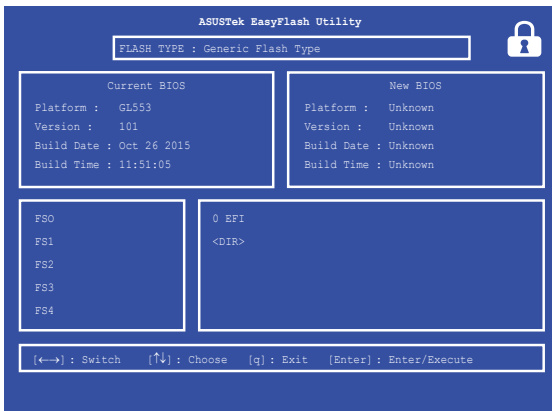 ASUSTek EasyFlash Utility
FLASH TYPE : Generic Flash Type
Current BIOS
Platform : GL553
Version : 101
Build Date : Oct 26 2015
Build Time : 11:51:05
New BIOS
Platform : Unknown
Version : Unknown
Build Date : Unknown
Build Time : Unknown
FSO
FS1
FS2
FS3
FS4
0 EFI
<DIR>
[←→] : Switch [↑↓] : Choose [q] : Exit [Enter] : Enter/Execute